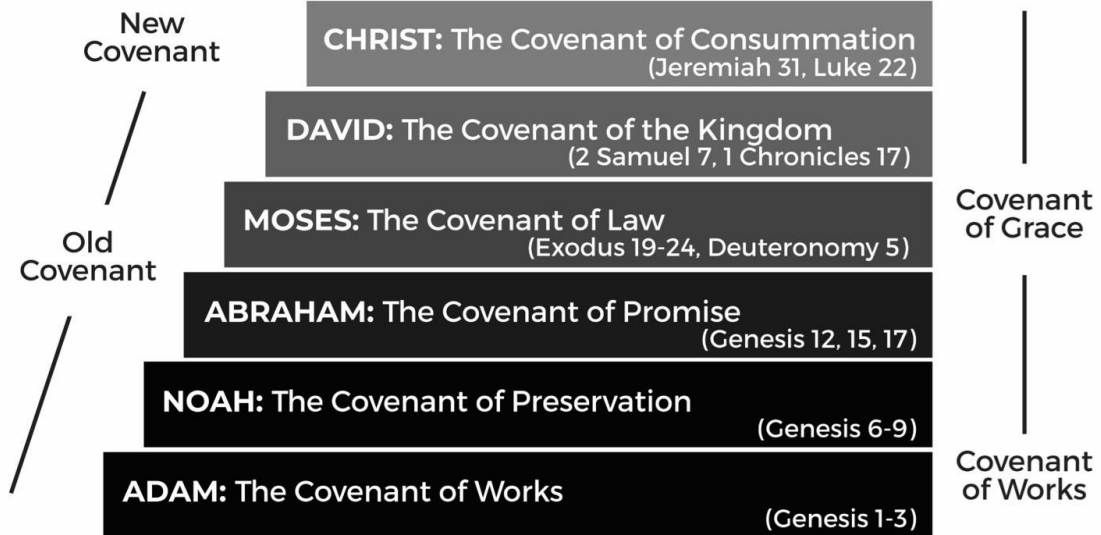 New
Covenant
CHRIST: The Covenant of Consummation
(Jeremiah 31, Luke 22)
DAVID: The Covenant of the Kingdom
(2 Samuel 7, 1 Chronicles 17)
MOSES: The Covenant of Law
(Exodus 19-24, Deuteronomy 5)
Covenant
of Grace
Old
Covenant
ABRAHAM: The Covenant of Promise
(Genesis 12, 15, 17)
NOAH: The Covenant of Preservation
(Genesis 6-9)
ADAM: The Covenant of Works
(Genesis 1-3)
Covenant
of Works